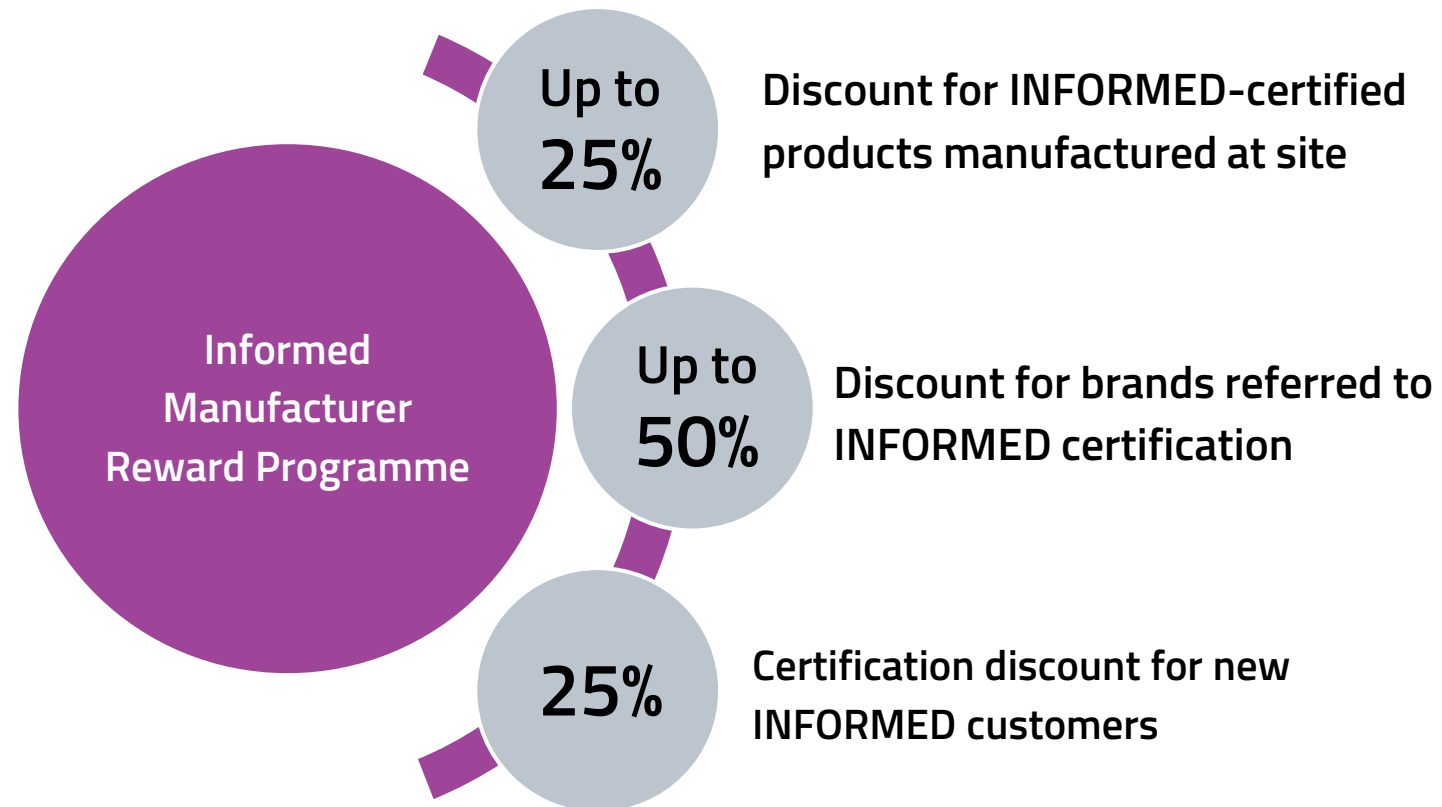 Up to
25%
Discount for INFORMED-certified
products manufactured at site
Informed
Manufacturer
Reward Programme
Up to
50%
Discount for brands referred to
INFORMED certification
25%
Certification discount for new
INFORMED customers